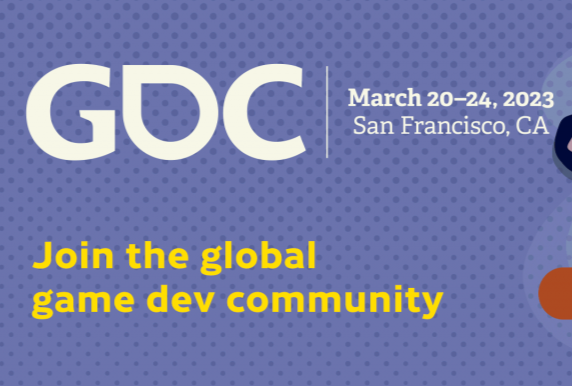 GDC
March 20–24, 2023
San Francisco, CA
Join the global
game dev community